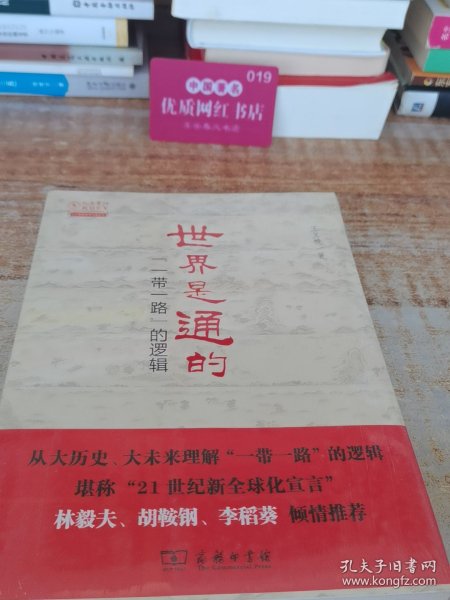 019
中国书店
优质网红书店
世界是通的
“一带一路”的逻辑
著
从大历史、大未来理解“一带一路”的逻辑
堪称“21世纪新全球化宣言”
林毅夫、胡鞍钢、李稻葵 倾情推荐
商务印书馆
The Commercial Press
孔夫子旧书网
www.kongfz.com